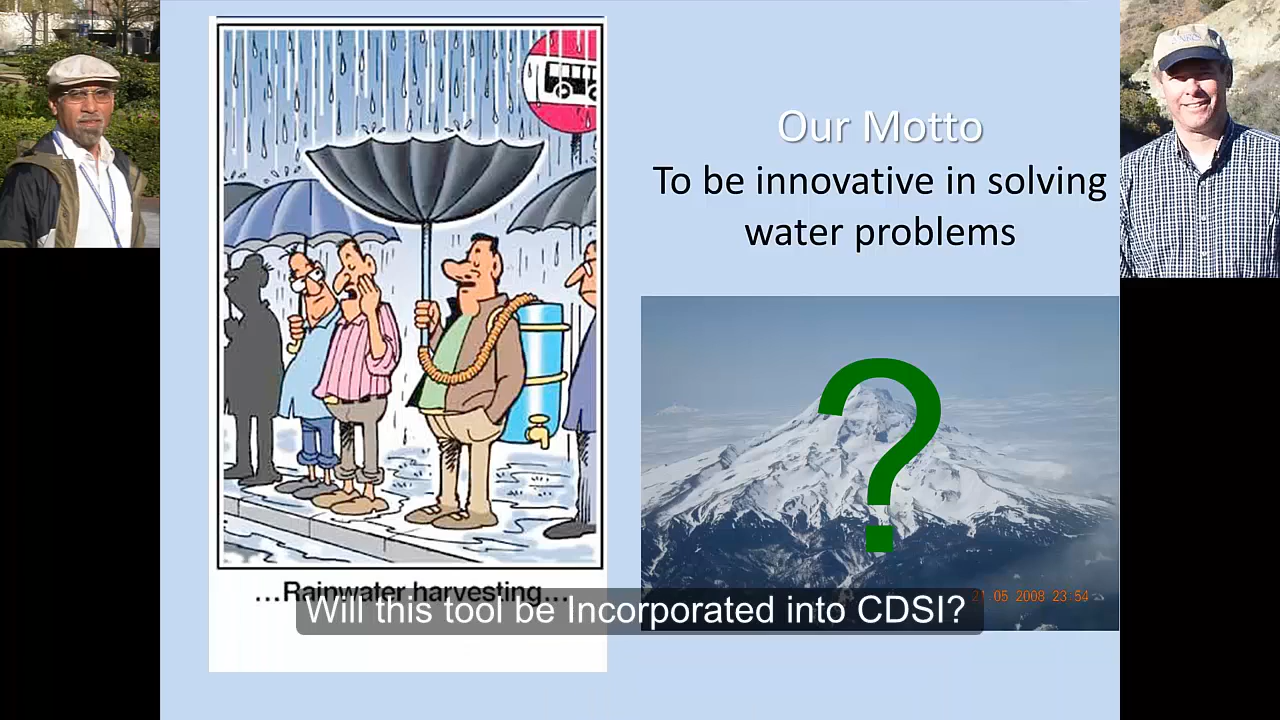 Our Motto
To be innovative in solving
water problems
...Rainwater harvesting...
Will this tool be Incorporated into CDSI?
?
21.05.2008 23:54